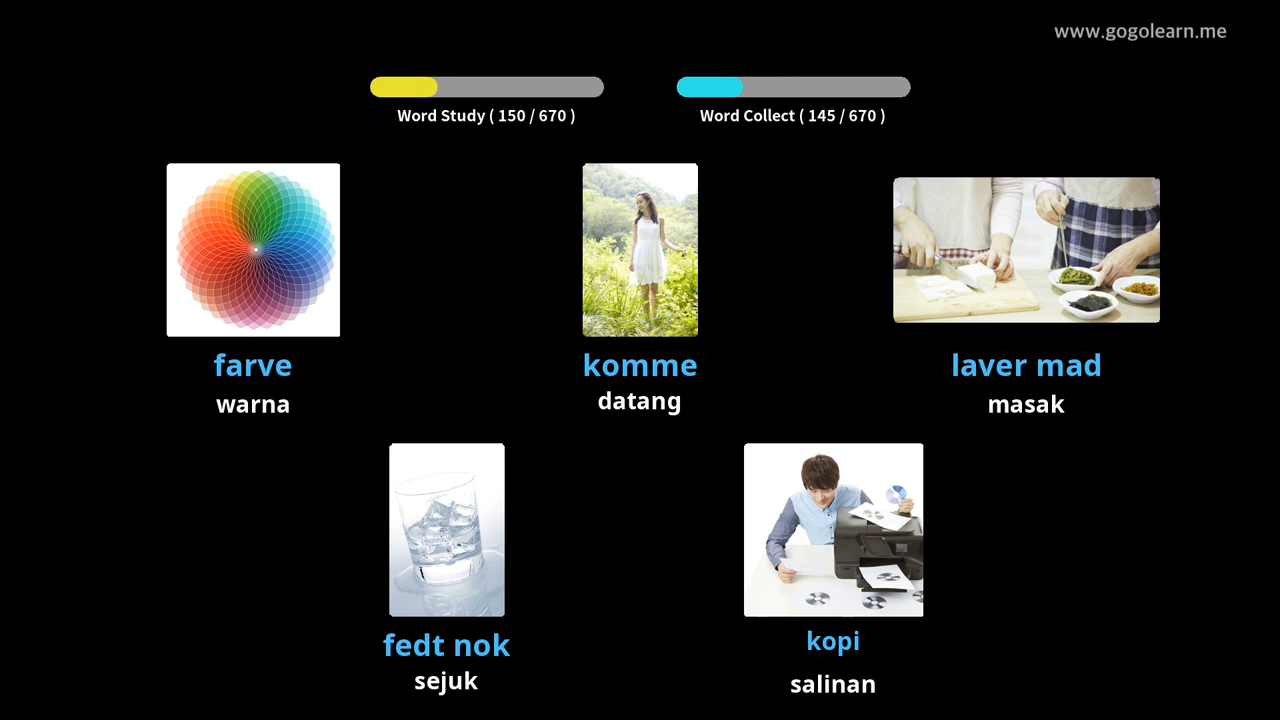 www.gogolearn.me
Word Study ( 150 / 670 )
Word Collect ( 145 / 670 )
farve
warna
komme
datang
laver mad
masak
fedt nok
sejuk
kopi
salinan